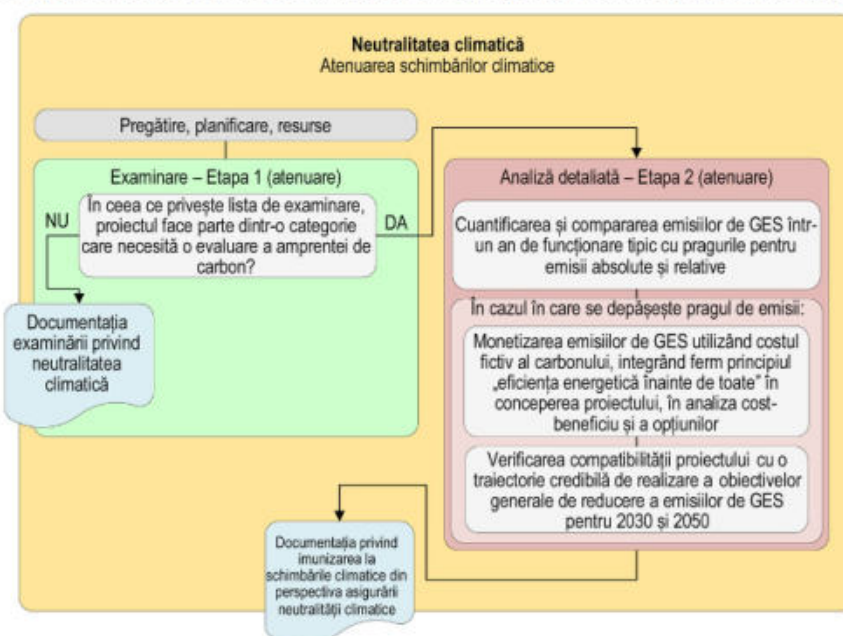 Neutralitatea climatică
Atenuarea schimbărilor climatice
Pregătire, planificare, resurse
Examinare – Etapa 1 (atenuare)
În ceea ce privește lista de examinare,
proiectul face parte dintr-o categorie
care necesită o evaluare a amprentei de
carbon?
NU
DA
Documentația
examinării privind
neutralitatea
climatică
Analiză detaliată – Etapa 2 (atenuare)
Cuantificarea și compararea emisiilor de GES într-
un an de funcționare tipic cu pragurile pentru
emisii absolute și relative
În cazul în care se depășește pragul de emisii:
Monetizarea emisiilor de GES utilizând costul
fictiv al carbonului, integrând ferm principiul
„eficiența energetică înainte de toate” în
conceperea proiectului, în analiza cost-
beneficiu și a opțiunilor
Verificarea compatibilității proiectului cu o
traiectorie credibilă de realizare a obiectivelor
generale de reducere a emisiilor de GES
pentru 2030 și 2050
Documentația privind
imunizarea la
schimbările climatice din
perspectiva asigurării
neutralității climatice